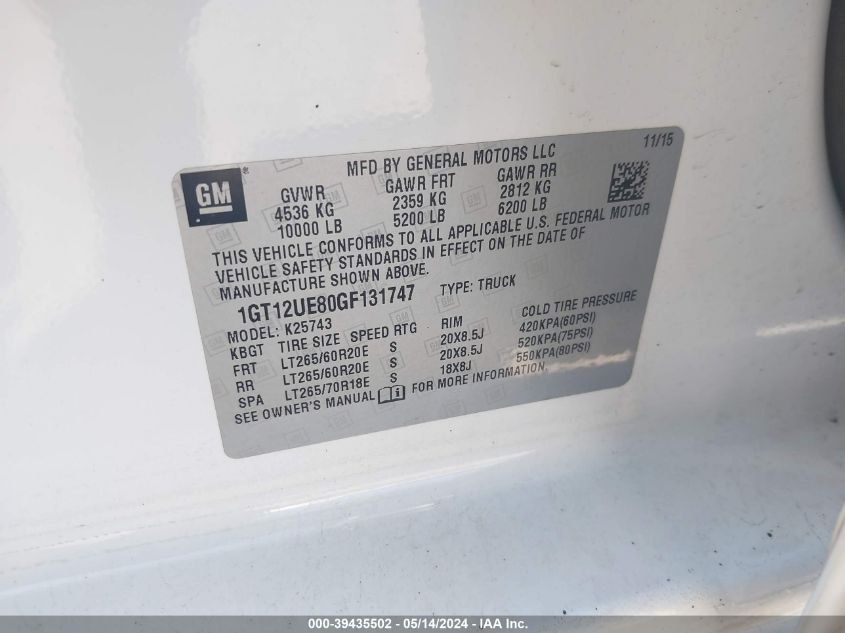 11/15
MFD BY GENERAL MOTORS LLC
GM ®
GVWR GAWR FRT GAWR RR
4536 KG 2359 KG 2812 KG
10000 LB 5200 LB 6200 LB
THIS VEHICLE CONFORMS TO ALL APPLICABLE U.S. FEDERAL MOTOR
VEHICLE SAFETY STANDARDS IN EFFECT ON THE DATE OF
MANUFACTURE SHOWN ABOVE.
1GT12UE80GF131747 TYPE: TRUCK
MODEL: K25743
KBGT TIRE SIZE SPEED RTG RIM COLD TIRE PRESSURE
FRT LT265/60R20E S 20X8.5J 420KPA(60PSI)
RR LT265/60R20E S 20X8.5J 520KPA(75PSI)
SPA LT265/70R18E S 18X8J 550KPA(80PSI)
SEE OWNER'S MANUAL FOR MORE INFORMATION.
000-39435502 - 05/14/2024 - IAA Inc.